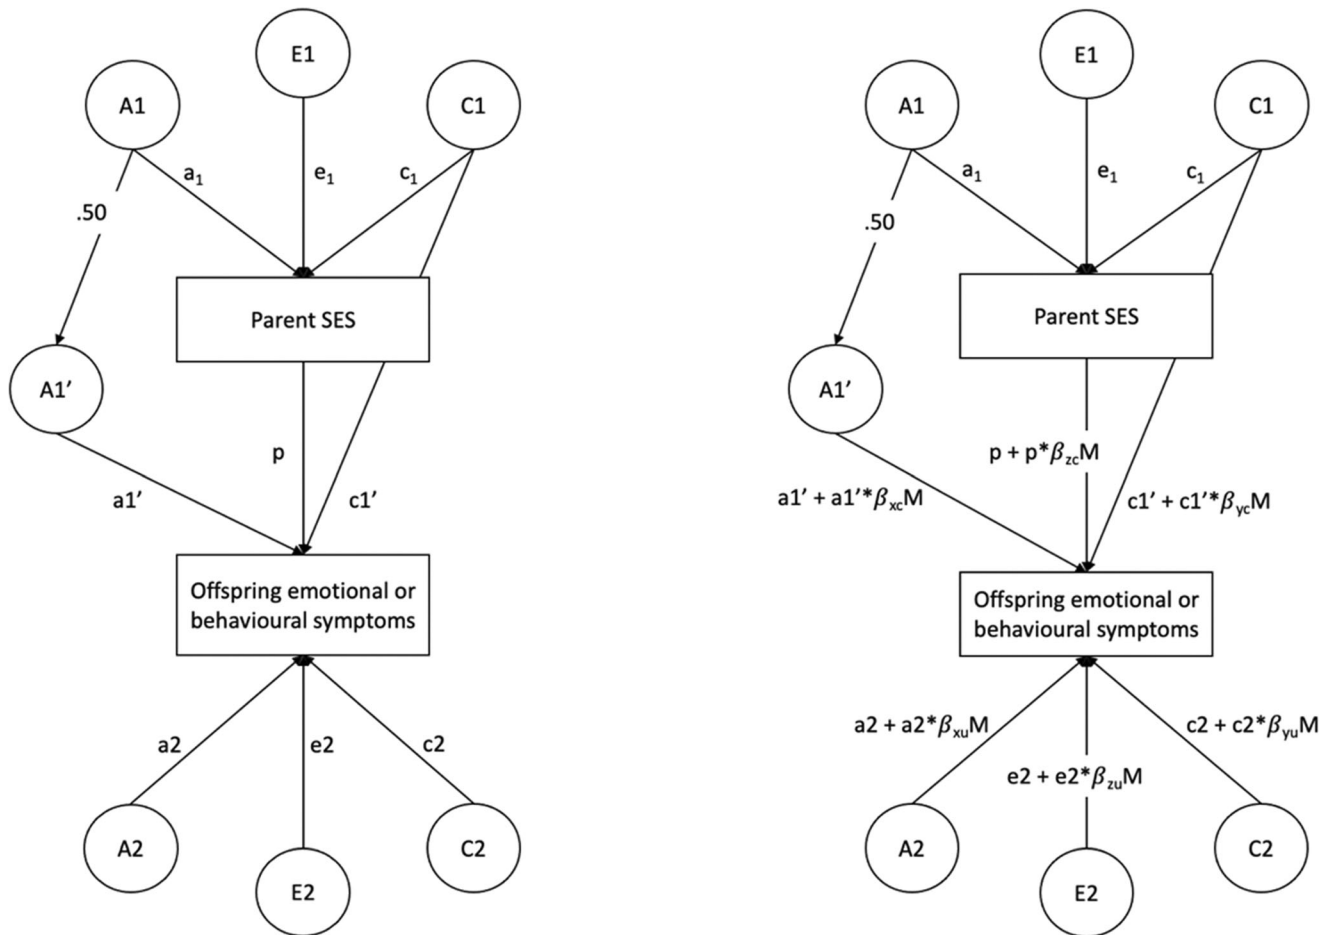 E1
A1
C1
a₁
e₁
c₁
.50
Parent SES
A1’
p
a1’
c1’
Offspring emotional or
behavioural symptoms
a2
e2
c2
A2
E2
C2
E1
A1
C1
a₁
e₁
c₁
.50
Parent SES
A1’
p + p*βzcM
a1’ + a1’*βxcM
c1’ + c1’*βycM
Offspring emotional or
behavioural symptoms
a2 + a2*βxuM
c2 + c2*βyuM
e2 + e2*βzuM
A2
E2
C2